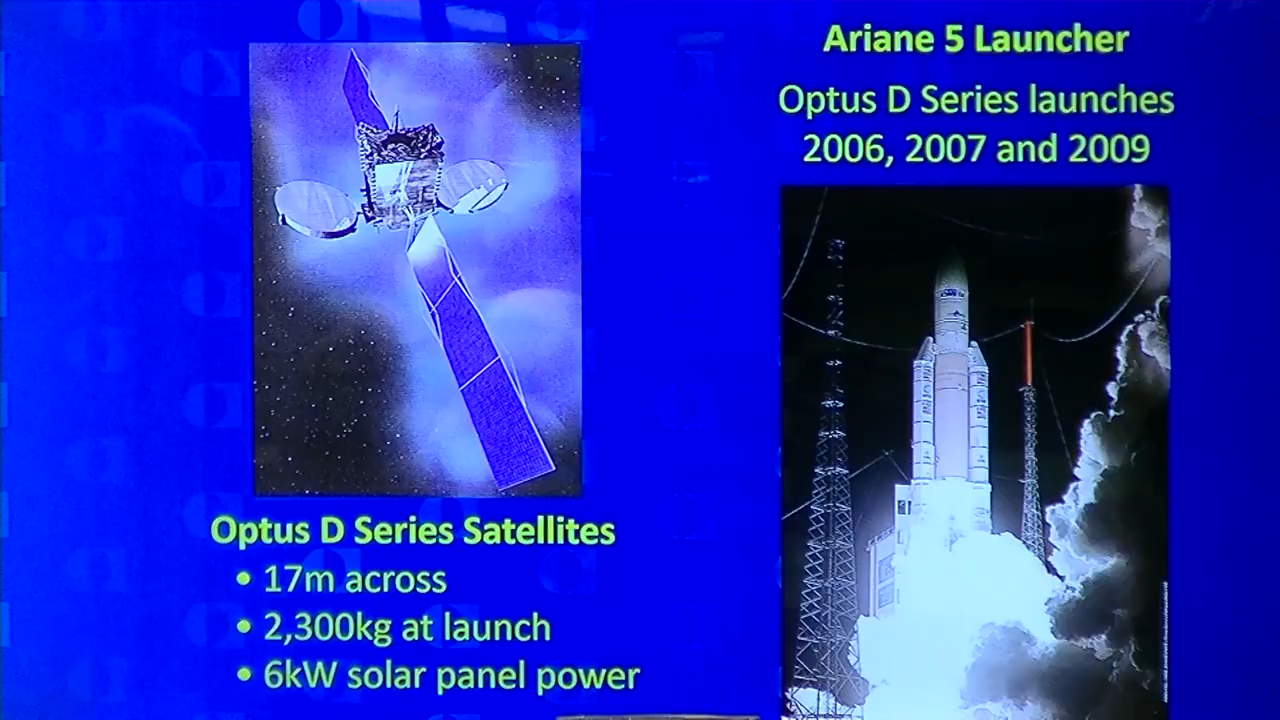 Ariane 5 Launcher
Optus D Series launches
2006, 2007 and 2009
Optus D Series Satellites
• 17m across
• 2,300kg at launch
• 6kW solar panel power